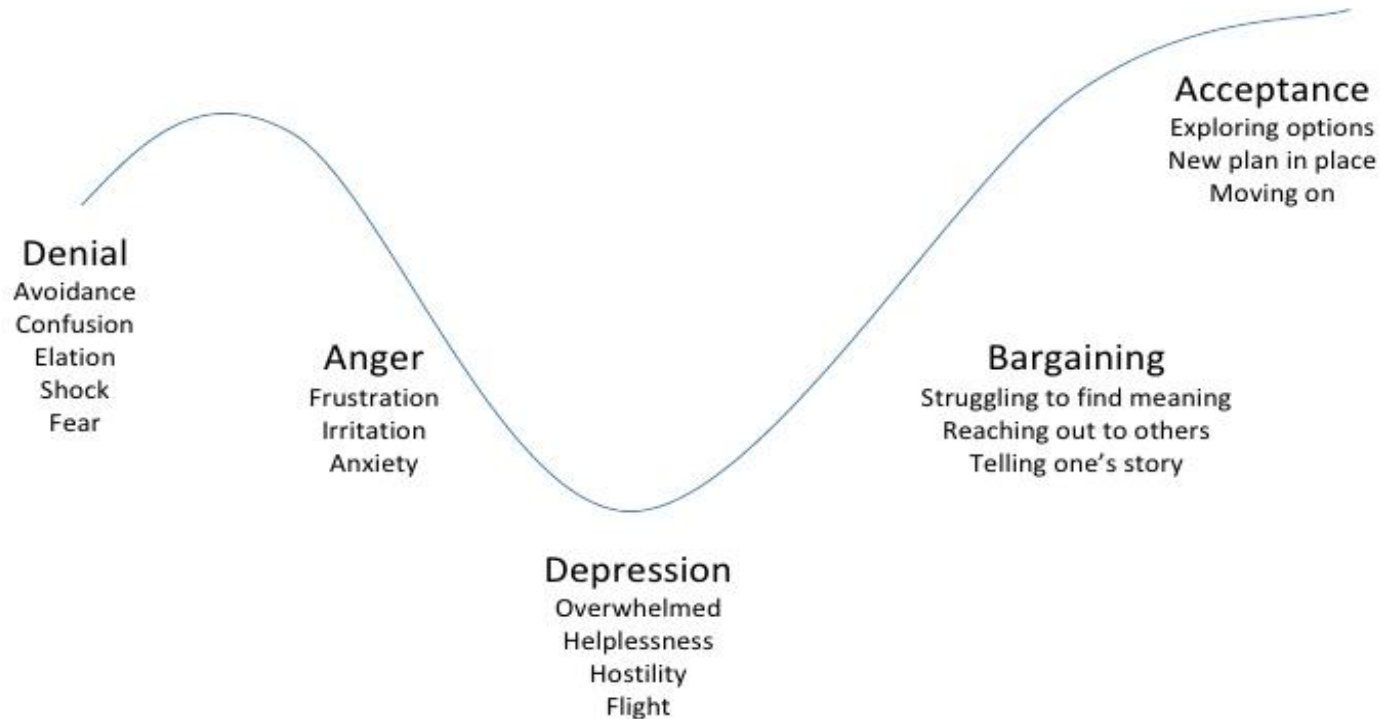 Denial
Avoidance
Confusion
Elation
Shock
Fear
Anger
Frustration
Irritation
Anxiety
Depression
Overwhelmed
Helplessness
Hostility
Flight
Bargaining
Struggling to find meaning
Reaching out to others
Telling one’s story
Acceptance
Exploring options
New plan in place
Moving on